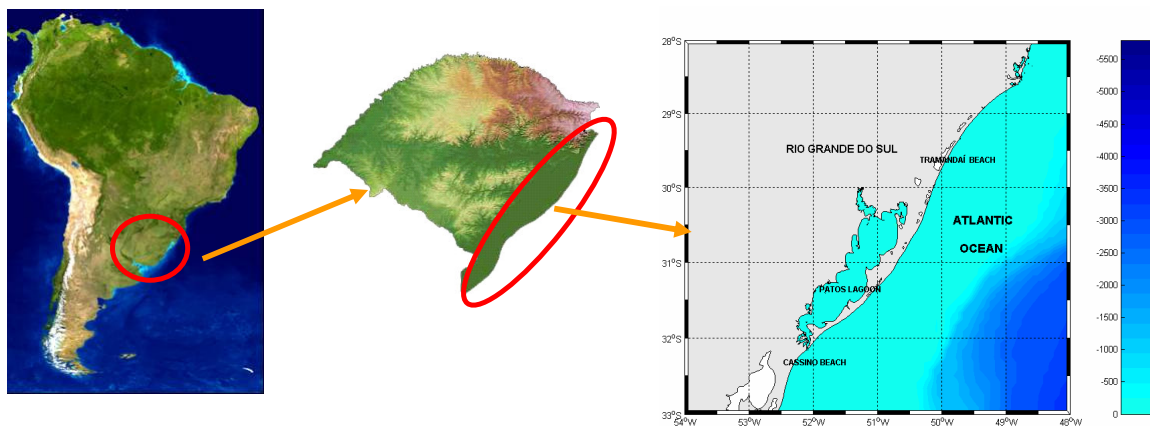 28°S
29°S
30°S
31°S
32°S
33°S
RIO GRANDE DO SUL
TRAMANDAÍ BEACH
ATLANTIC
OCEAN
PATOS LAGOON
CASSINO BEACH
54°W 53°W 52°W 51°W 50°W 49°W 48°W
-5500
-5000
-4500
-4000
-3500
-3000
-2500
-2000
-1500
-1000
-500
0